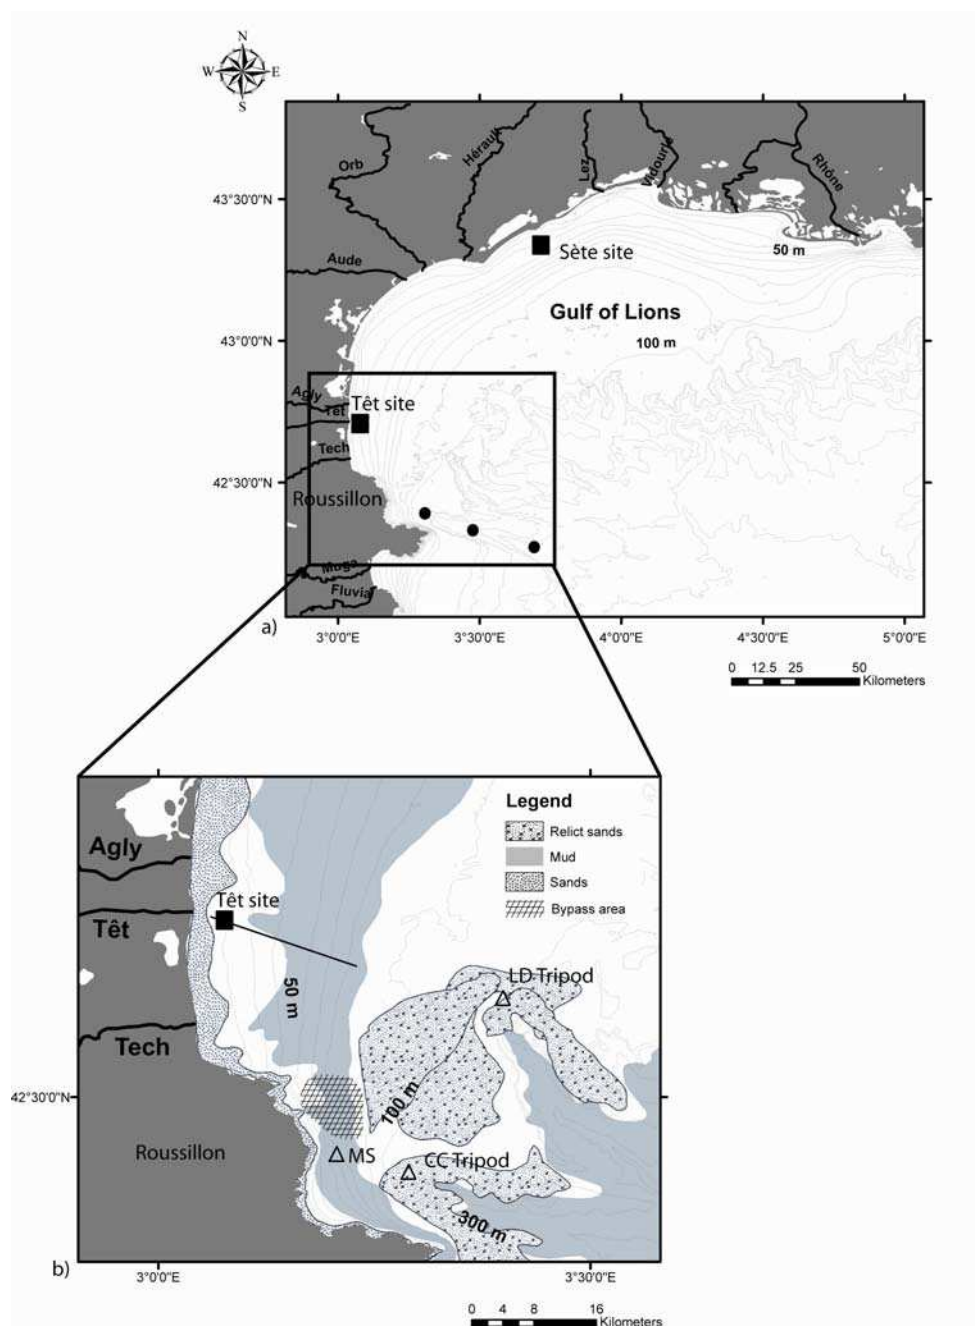 N
W E
S
Orb
Hérault
Lez
Vidourle
Rhône
43°30'0"N
50 m
Sète site
Aude
Gulf of Lions
43°0'0"N
100 m
Agly
Têt site
Têt
Tech
42°30'0"N
Roussillon
Muga
Fluvial
a)
3°0'0"E 3°30'0"E 4°0'0"E 4°30'0"E 5°0'0"E
0 12.5 25 50
Kilometers
Legend
Relict sands
Mud
Sands
Bypass area
Agly
Têt site
Têt
LD Tripod
50 m
Tech
42°30'0"N
100 m
Roussillon
MS
CC Tripod
300 m
b)
3°0'0"E 3°30'0"E
0 4 8 16
Kilometers